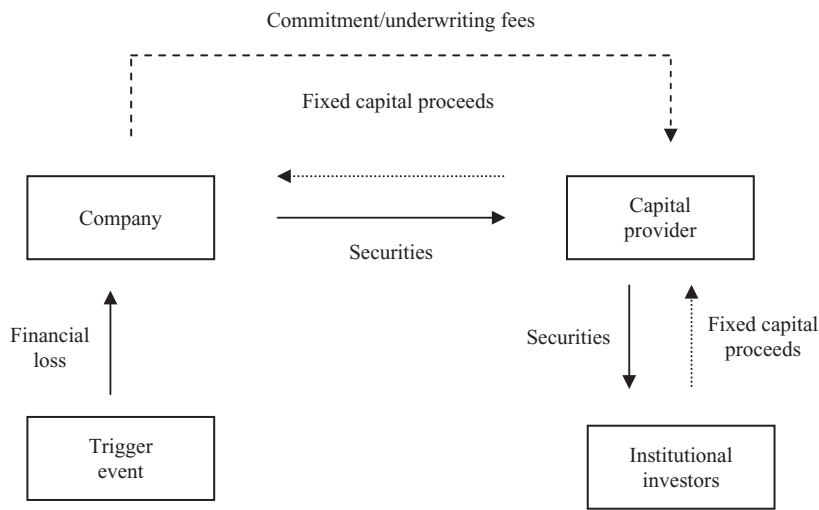 Commitment/underwriting fees
Fixed capital proceeds
Company
Capital
provider
Securities
Financial
loss
Securities
Fixed capital
proceeds
Trigger
event
Institutional
investors